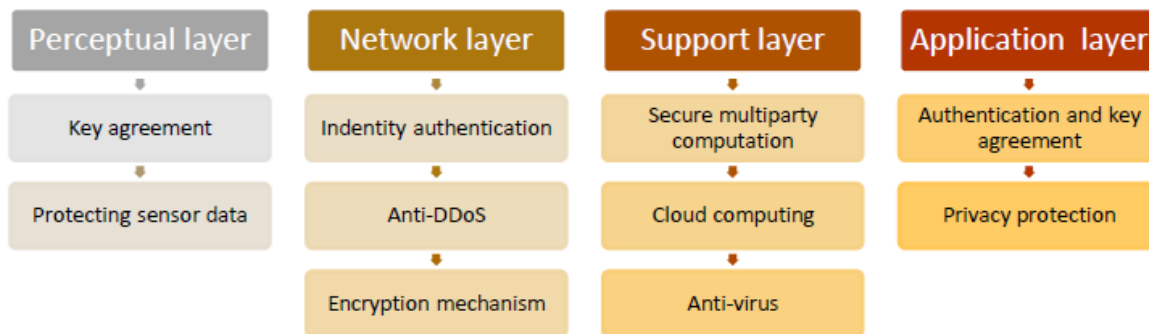 Perceptual layer
Key agreement
Protecting sensor data
Network layer
Indentity authentication
Anti-DDoS
Encryption mechanism
Support layer
Secure multiparty
computation
Cloud computing
Anti-virus
Application  layer
Authentication and key
agreement
Privacy protection